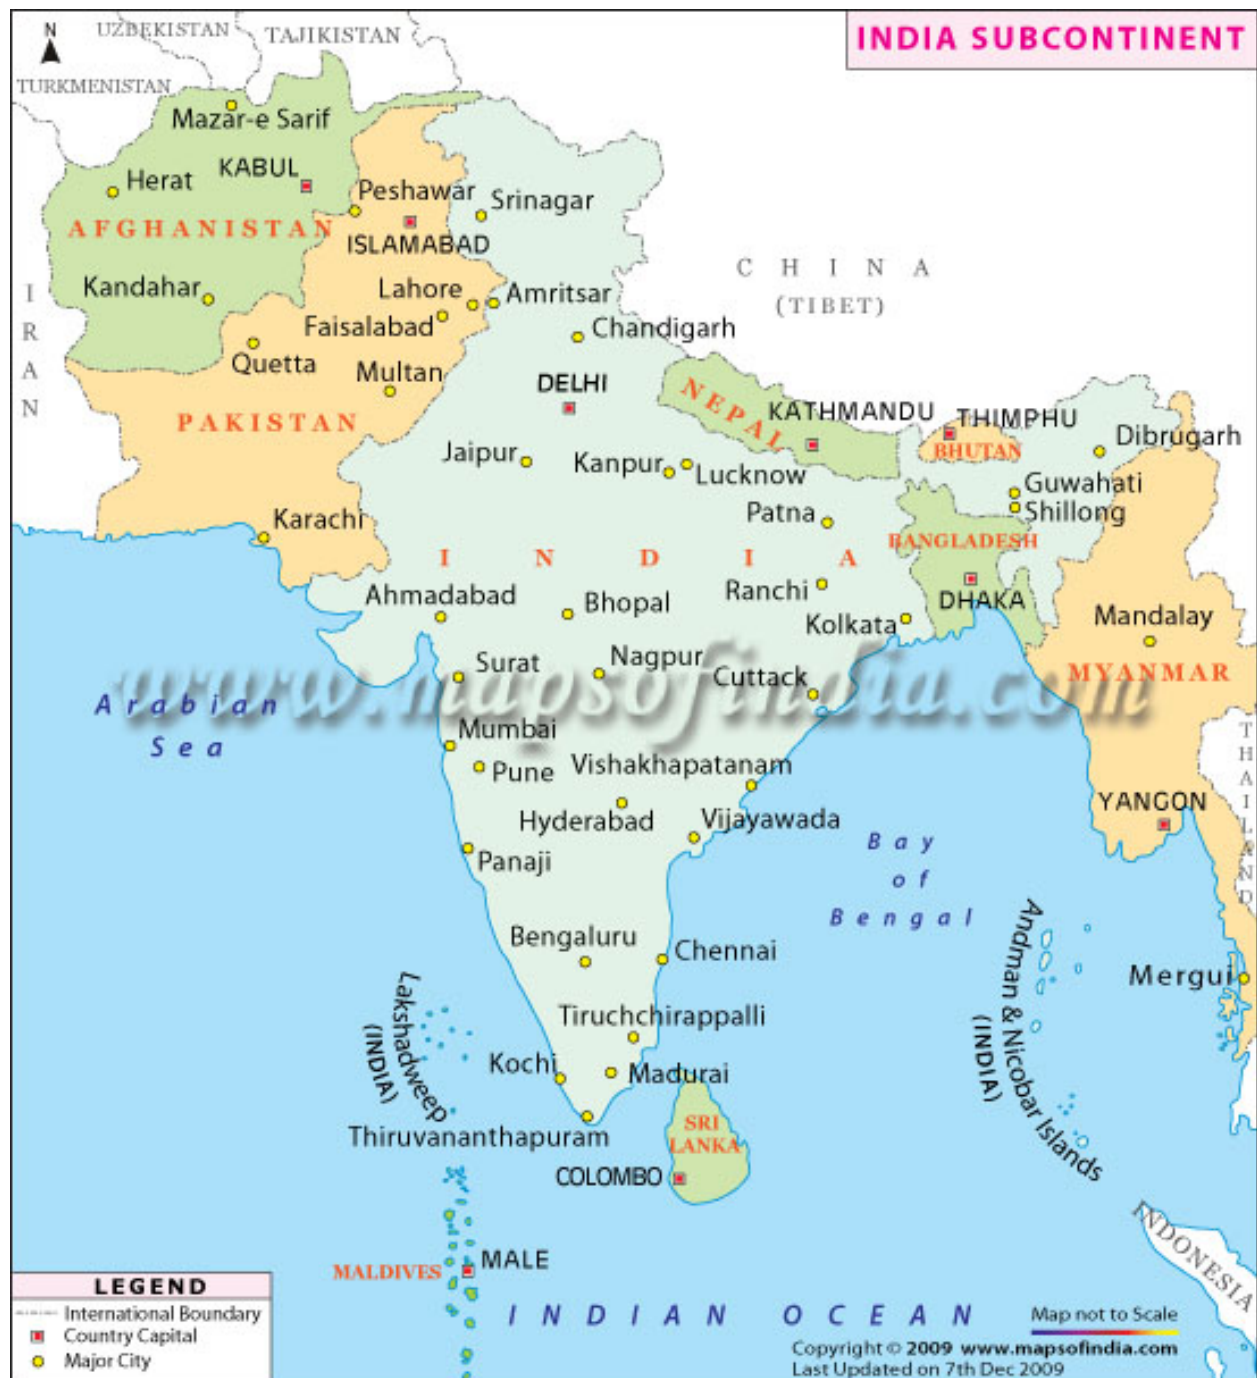 INDIA SUBCONTINENT
N
UZBEKISTAN
TAJIKISTAN
TURKMENISTAN
Mazar-e Sarif
Herat
KABUL
AFGHANISTAN
Kandahar
IRAN
Peshawar
Srinagar
ISLAMABAD
Lahore
Amritsar
Faisalabad
Chandigarh
Quetta
Multan
DELHI
PAKISTAN
Karachi
CHINA
(TIBET)
NEPAL
KATHMANDU
THIMPHU
BHUTAN
Dibrugarh
Jaipur
Kanpur
Lucknow
Guwahati
Shillong
Patna
BANGLADESH
INDIA
Ahmadabad
Bhopal
Ranchi
DHAKA
Kolkata
Mandalay
Surat
Nagpur
Cuttack
MYANMAR
www.mapsofindia.com
Arabian
Sea
Mumbai
Pune
Vishakhapatanam
THAILAND
YANGON
Hyderabad
Vijayawada
Panaji
Bay
of
Bengal
Bengaluru
Chennai
Andman & Nicobar Islands
(INDIA)
Mergui
Lakshadweep
(INDIA)
Tiruchchirappalli
Kochi
Madurai
Thiruvananthapuram
SRI
LANKA
COLOMBO
INDONESIA
MALDIVES
MALE
INDIAN OCEAN
LEGEND
International Boundary
Country Capital
Major City
Map not to Scale
Copyright © 2009 www.mapsofindia.com
Last Updated on 7th Dec 2009